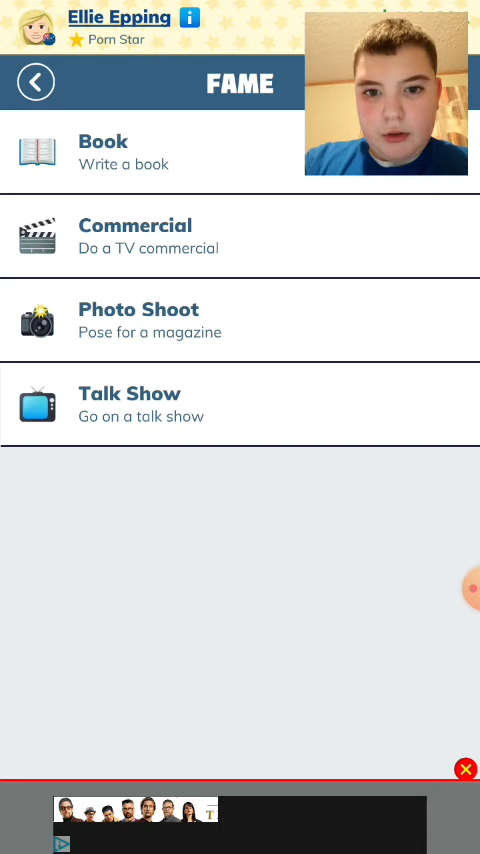 Ellie Epping
Porn Star
FAME
Book
Write a book
Commercial
Do a TV commercial
Photo Shoot
Pose for a magazine
Talk Show
Go on a talk show
T